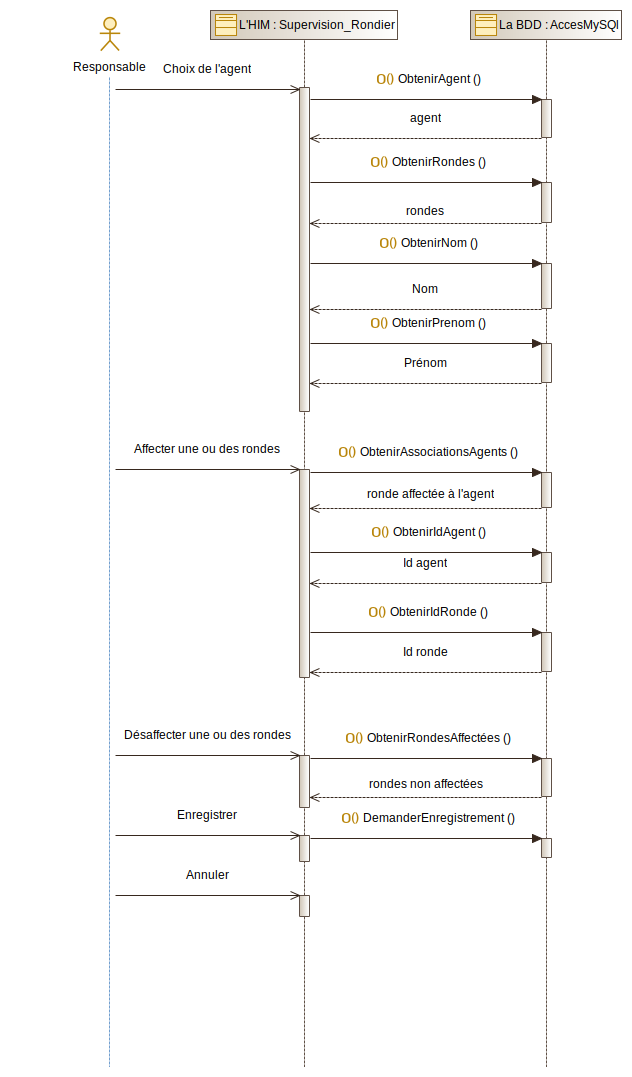 L'HIM : Supervision_Rondier
La BDD : AccesMySQl
Responsable
Choix de l'agent
O() ObtenirAgent ()
agent
O() ObtenirRondes ()
rondes
O() ObtenirNom ()
Nom
O() ObtenirPrenom ()
Prénom
Affecter une ou des rondes
O() ObtenirAssociationsAgents ()
ronde affectée à l'agent
O() ObtenirIdAgent ()
Id agent
O() ObtenirIdRonde ()
Id ronde
Désaffecter une ou des rondes
O() ObtenirRondesAffectées ()
rondes non affectées
Enregistrer
O() DemanderEnregistrement ()
Annuler